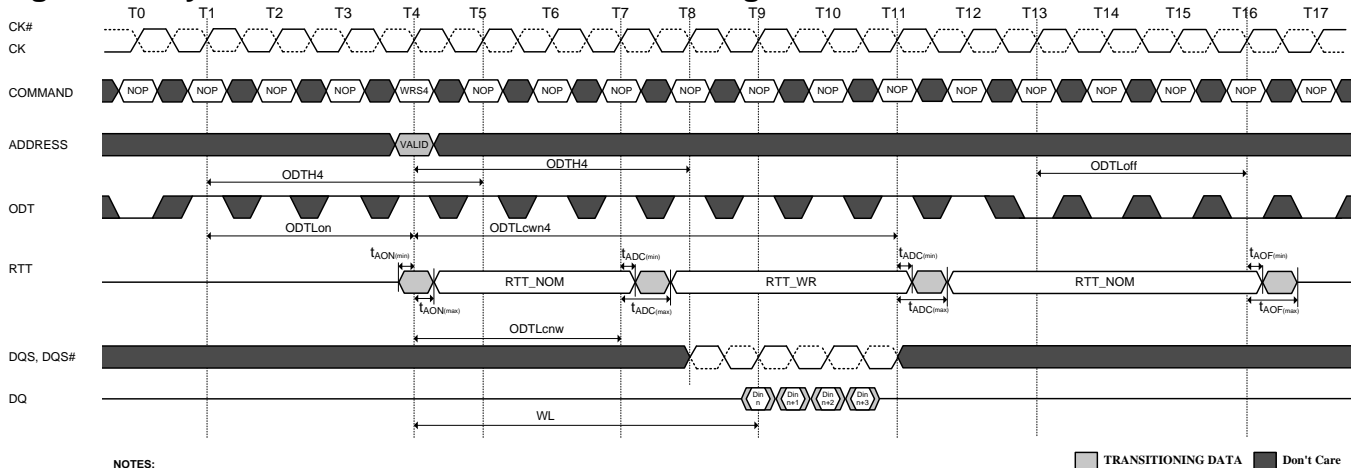 T0 T1 T2 T3 T4 T5 T6 T7 T8 T9 T10 T11 T12 T13 T14 T15 T16 T17
CK#
CK
COMMAND NOP NOP NOP NOP WRS4 NOP NOP NOP NOP NOP NOP NOP NOP NOP NOP NOP NOP NOP
ADDRESS VALID
ODTH4 ODTH4 ODTLoff
ODT
ODTLon ODTLcwn4
tAON(min) tADC(min) tADC(min) tAOF(min)
RTT RTT_NOM RTT_WR RTT_NOM
tAON(max) tADC(max) tADC(max) tAOF(max)
ODTLcnw
DQS, DQS#
DQ Din n Din n+1 Din n+2 Din n+3
WL
NOTES:
TRANSITIONING DATA Don't Care